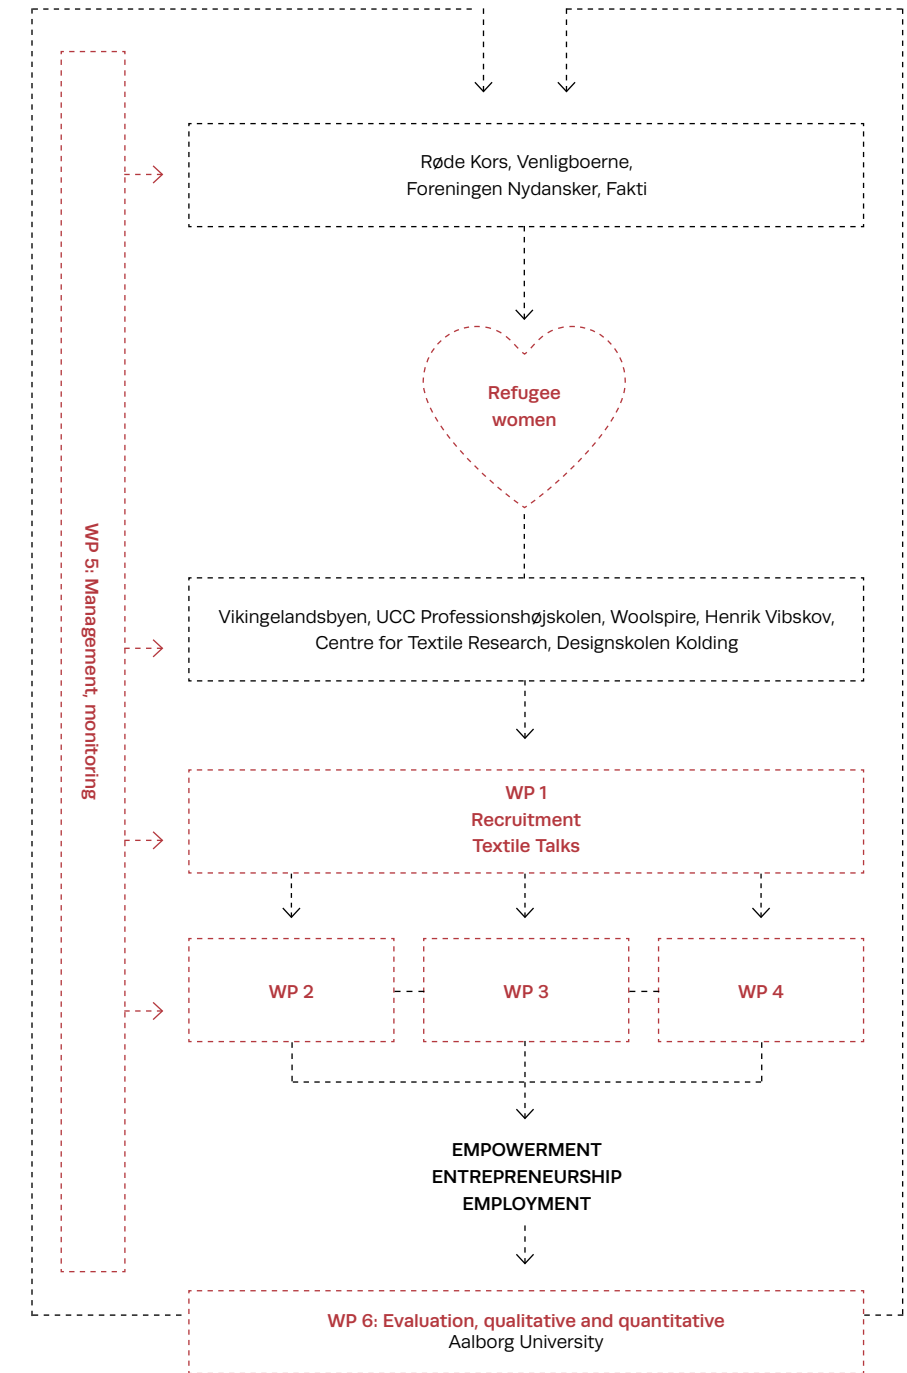 Røde Kors, Venligboerne,
Foreningen Nydansker, Fakti
Refugee
women
WP 5: Management, monitoring
Vikingelandsbyen, UCC Professionshøjskolen, Woolspire, Henrik Vibskov,
Centre for Textile Research, Designskolen Kolding
WP 1
Recruitment
Textile Talks
WP 2
WP 3
WP 4
EMPOWERMENT
ENTREPRENEURSHIP
EMPLOYMENT
WP 6: Evaluation, qualitative and quantitative
Aalborg University